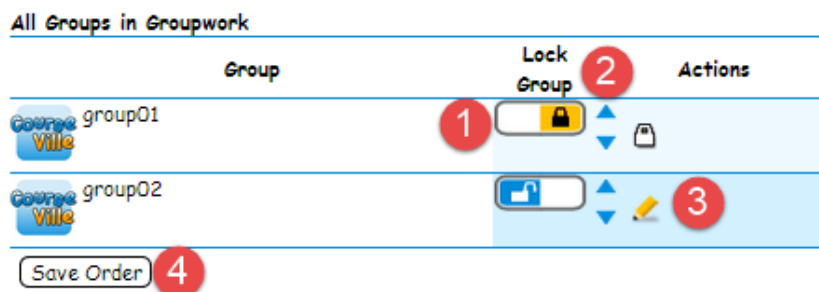 All Groups in Groupwork
Group
Lock
Group
2
Actions
Course
Ville
group01
1
Course
Ville
group02
3
Save Order
4